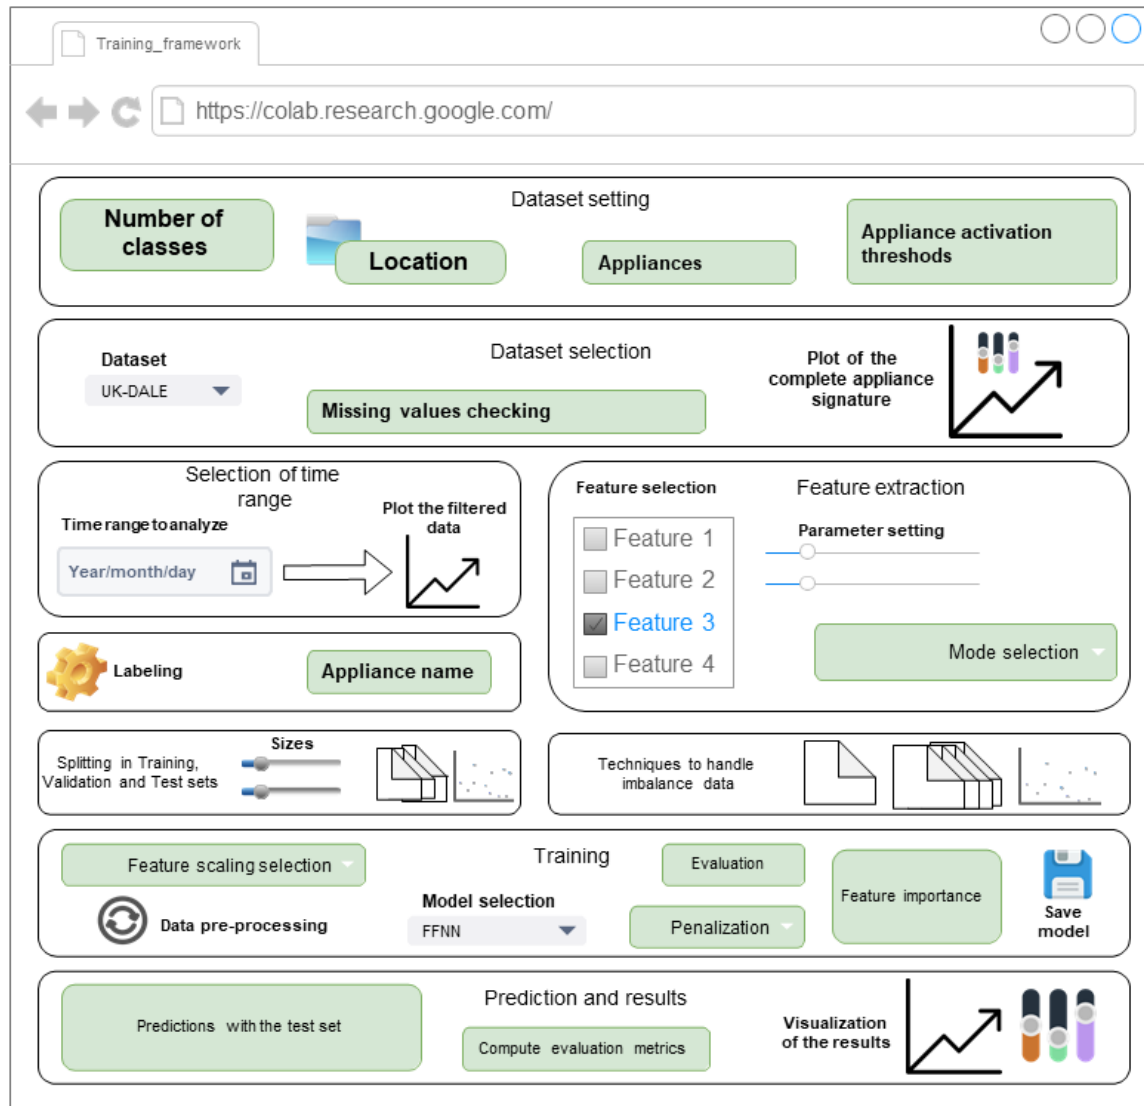 Training_framework
https://colab.research.google.com/
Dataset setting
Number of
classes
Location
Appliances
Appliance activation
threshods
Dataset
UK-DALE
Dataset selection
Missing values checking
Plot of the
complete appliance
signature
Selection of time
range
Time range to analyze
Year/month/day
Plot the filtered
data
Feature selection
Feature 1
Feature 2
Feature 3
Feature 4
Feature extraction
Parameter setting
Mode selection
Labeling
Appliance name
Splitting in Training,
Validation and Test sets
Sizes
Techniques to handle
imbalance data
Feature scaling selection
Data pre-processing
Training
Model selection
FFNN
Evaluation
Penalization
Feature importance
Save
model
Predictions with the test set
Prediction and results
Compute evaluation metrics
Visualization
of the results